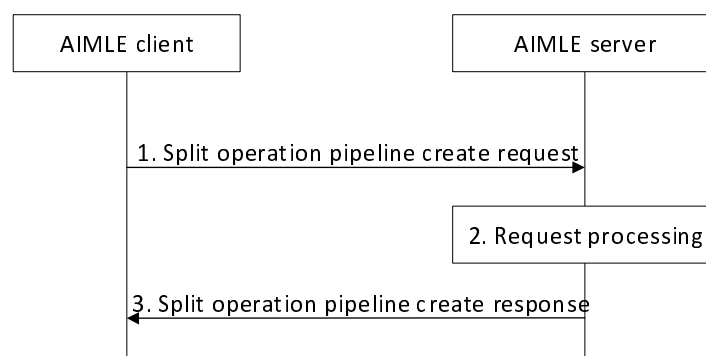 AIMLE client
AIMLE server
1. Split operation pipeline create request
2. Request processing
3. Split operation pipeline create response